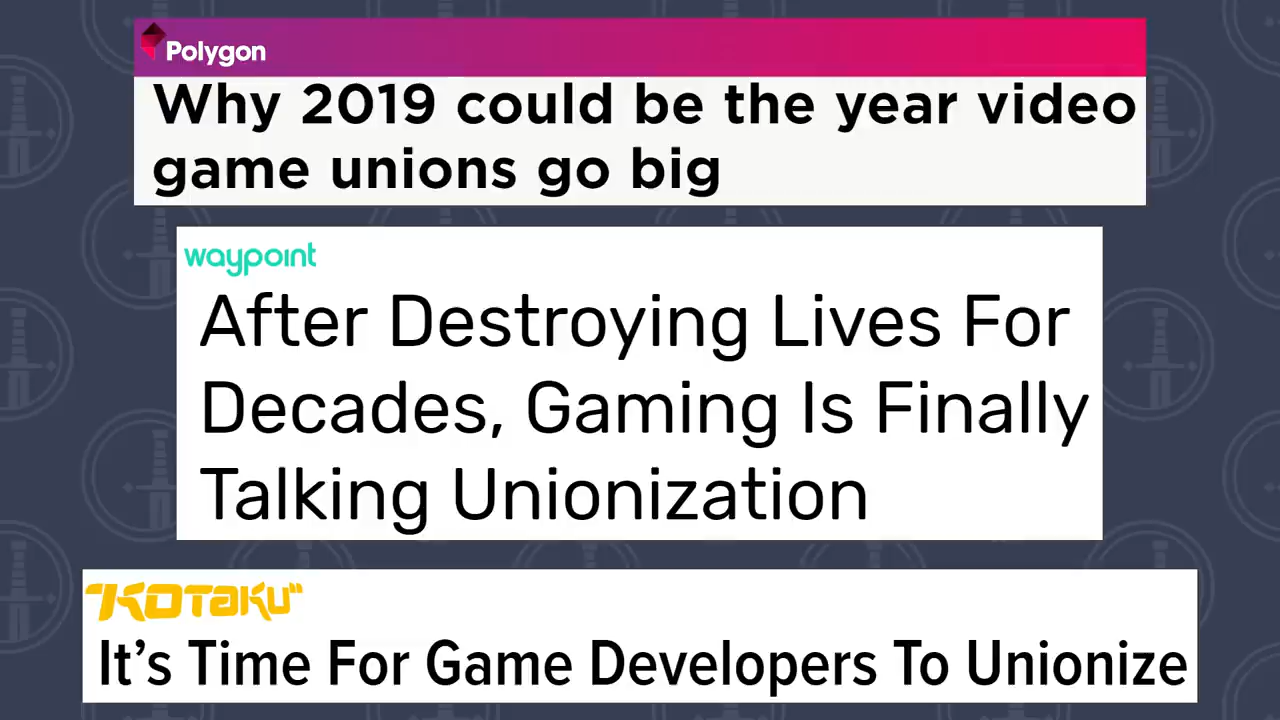 Polygon
Why 2019 could be the year video
game unions go big
waypoint
After Destroying Lives For
Decades, Gaming Is Finally
Talking Unionization
"KOTaKU"
It’s Time For Game Developers To Unionize